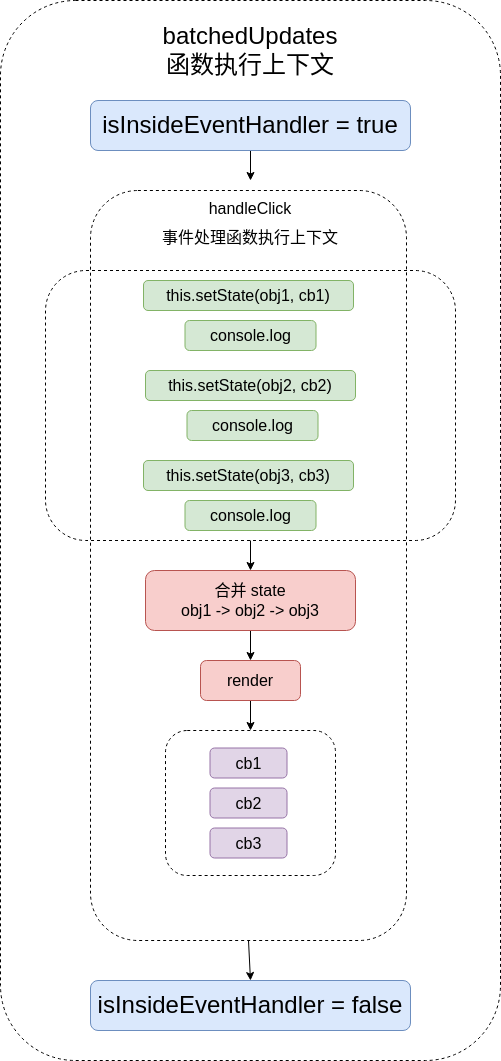 batchedUpdates
函数执行上下文
isInsideEventHandler = true
handleClick
事件处理函数执行上下文
this.setState(obj1, cb1)
console.log
this.setState(obj2, cb2)
console.log
this.setState(obj3, cb3)
console.log
合并 state
obj1 -> obj2 -> obj3
render
cb1
cb2
cb3
isInsideEventHandler = false